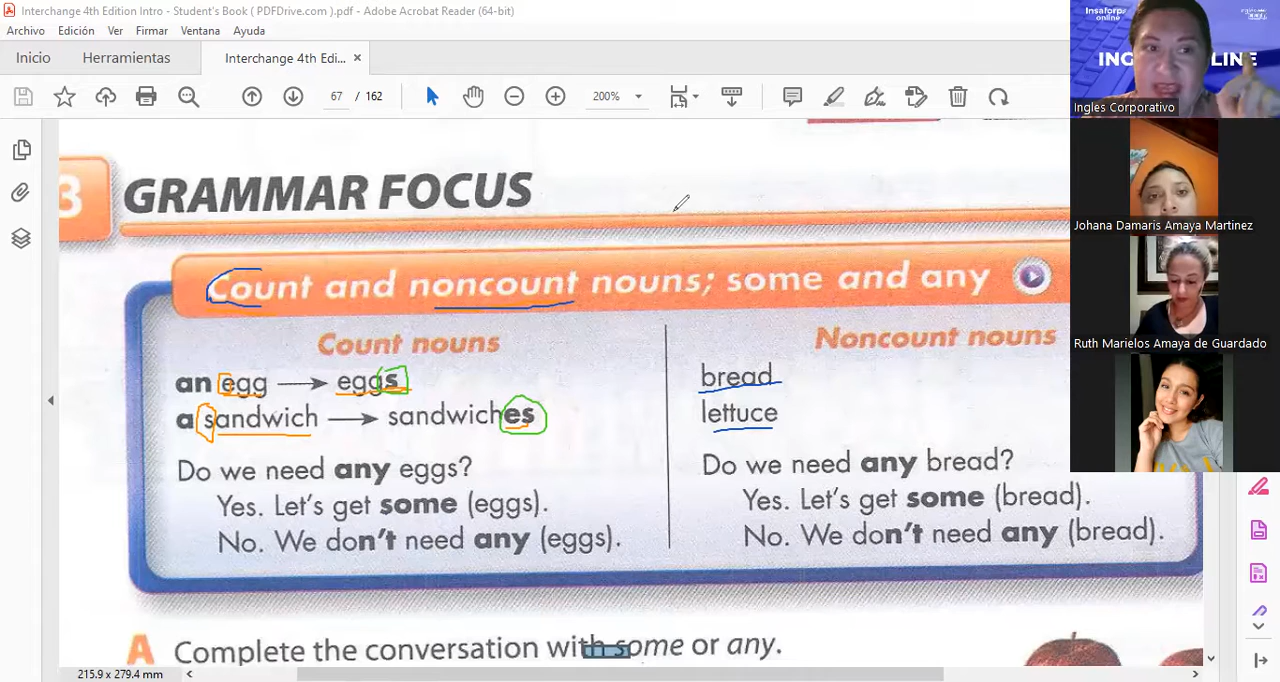 Interchange 4th Edition Intro - Student's Book ( PDFDrive.com ).pdf - Adobe Acrobat Reader (64-bit)
Archivo Edición Ver Firmar Ventana Ayuda
Inicio Herramientas Interchange 4th Edi... ×
67 / 162 200%
3 GRAMMAR FOCUS
Count and noncount nouns; some and any
Count nouns
an egg → eggs
a sandwich → sandwiches
Do we need any eggs?
Yes. Let's get some (eggs).
No. We don't need any (eggs).
Noncount nouns
bread
lettuce
Do we need any bread?
Yes. Let's get some (bread).
No. We don't need any (bread).
A Complete the conversation with some or any.
215.9 x 279.4 mm
Insaforp
online
Ingles Corporativo
Johana Damaris Amaya Martinez
Ruth Marielos Amaya de Guardado